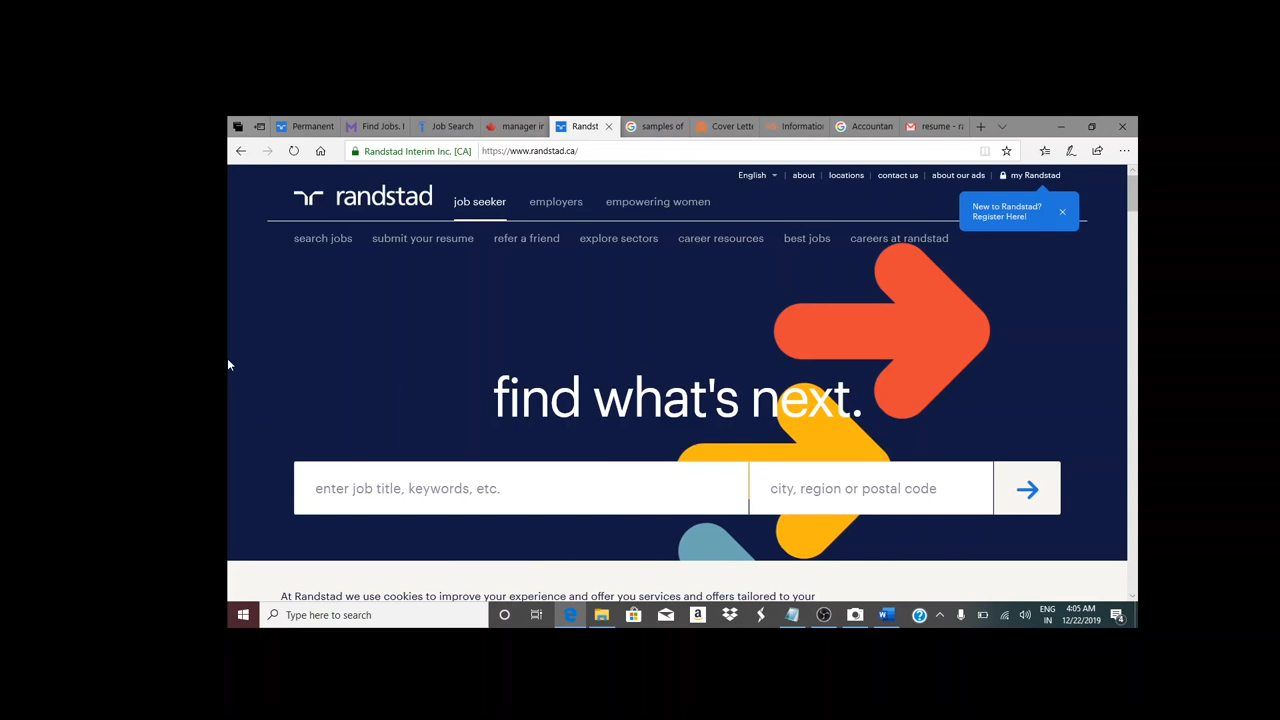 Permanent
Find Jobs. I
Job Search
manager in
Randst
samples of
Cover Lette
Information
Accountan
resume - ra
Randstad Interim Inc. [CA]
https://www.randstad.ca/
English
about
locations
contact us
about our ads
my Randstad
randstad
job seeker
employers
empowering women
New to Randstad?
Register Here!
search jobs
submit your resume
refer a friend
explore sectors
career resources
best jobs
careers at randstad
find what's next.
enter job title, keywords, etc.
city, region or postal code
At Randstad we use cookies to improve your experience and offer you services and offers tailored to your
Type here to search
ENG
IN
4:05 AM
12/22/2019
4